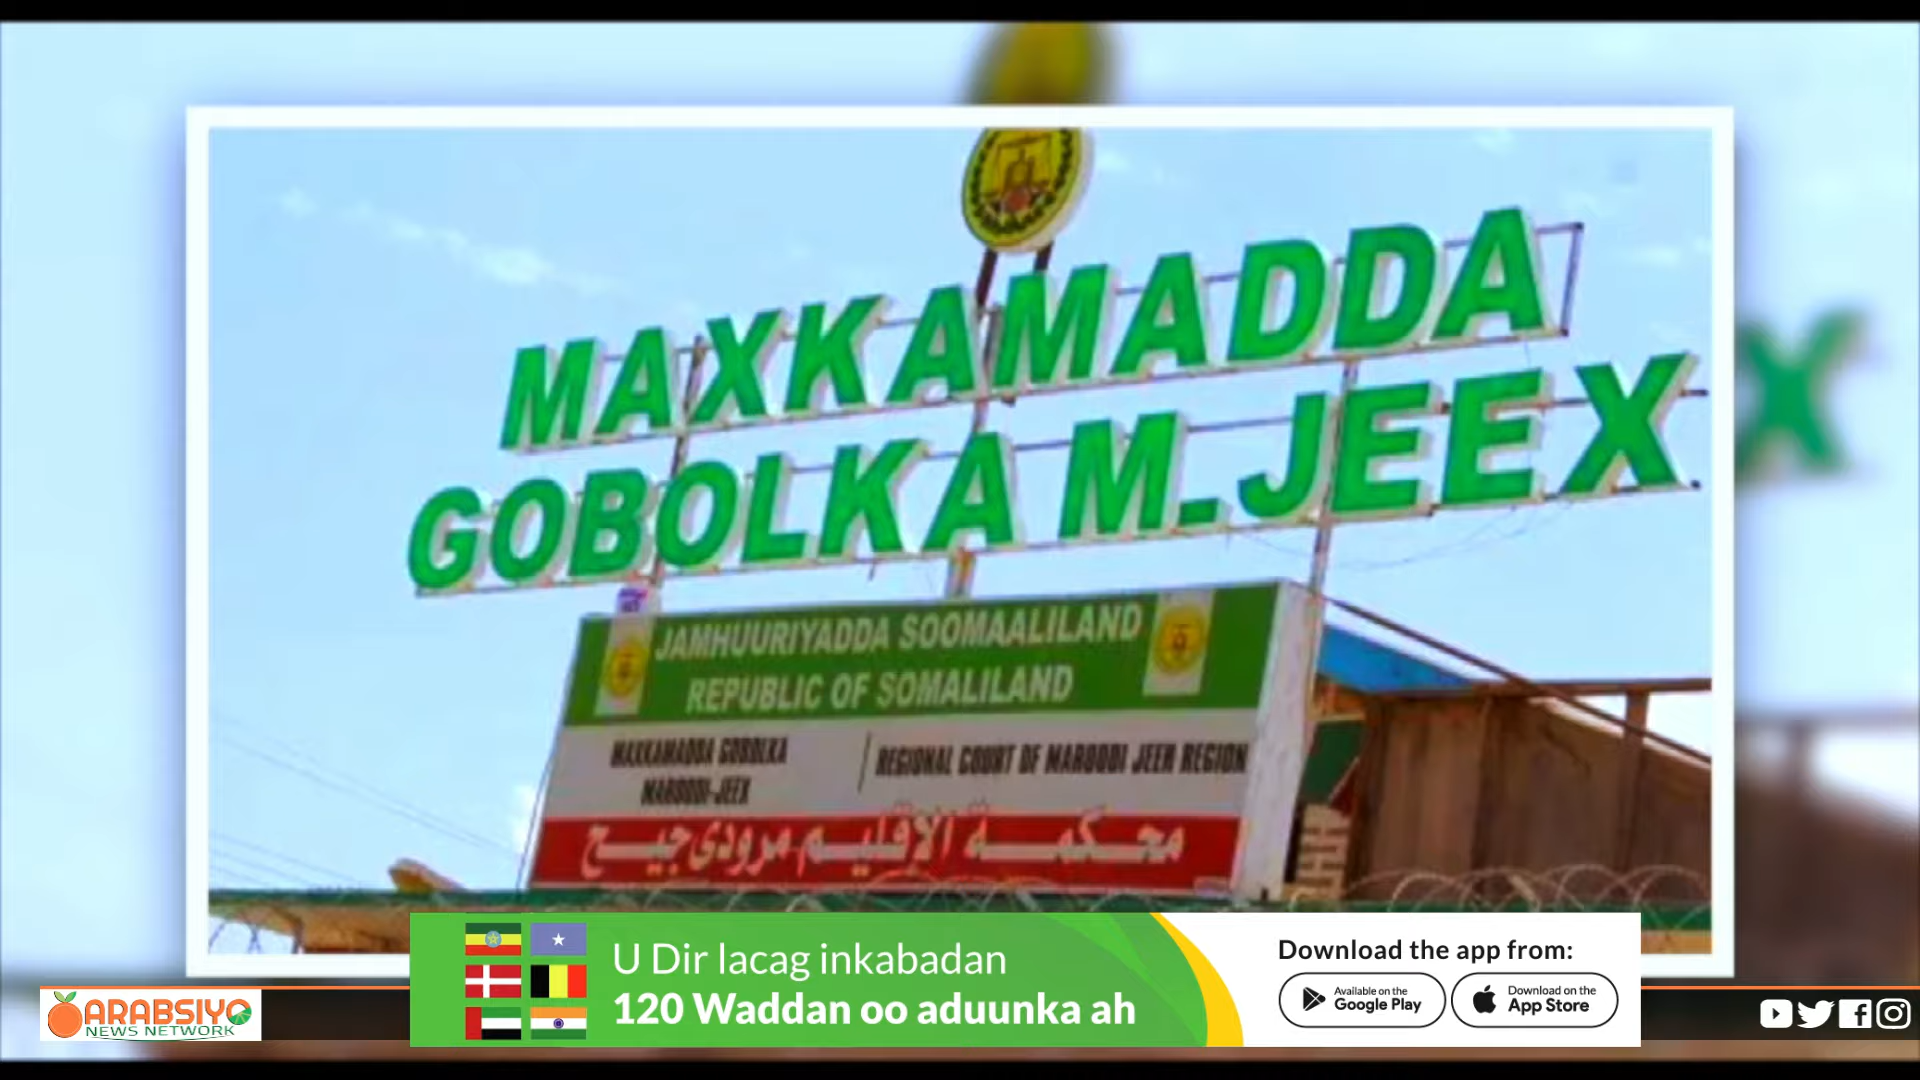 MAXKAMADDA
GOBOLKA M.JEEX
JAMHUURIYADDA SOOMAALILAND
REPUBLIC OF SOMALILAND
MAXKAMADDA GOBOLKA
MAROODI-JEEX
REGIONAL COURT OF MAROODI JEEH REGION
محكمة الاقليم مرودي جيح
U Dir lacag inkabadan
120 Waddan oo aduunka ah
Download the app from:
Available on the
Google Play
Download on the
App Store
ARABSIYO
NEWS NETWORK
X